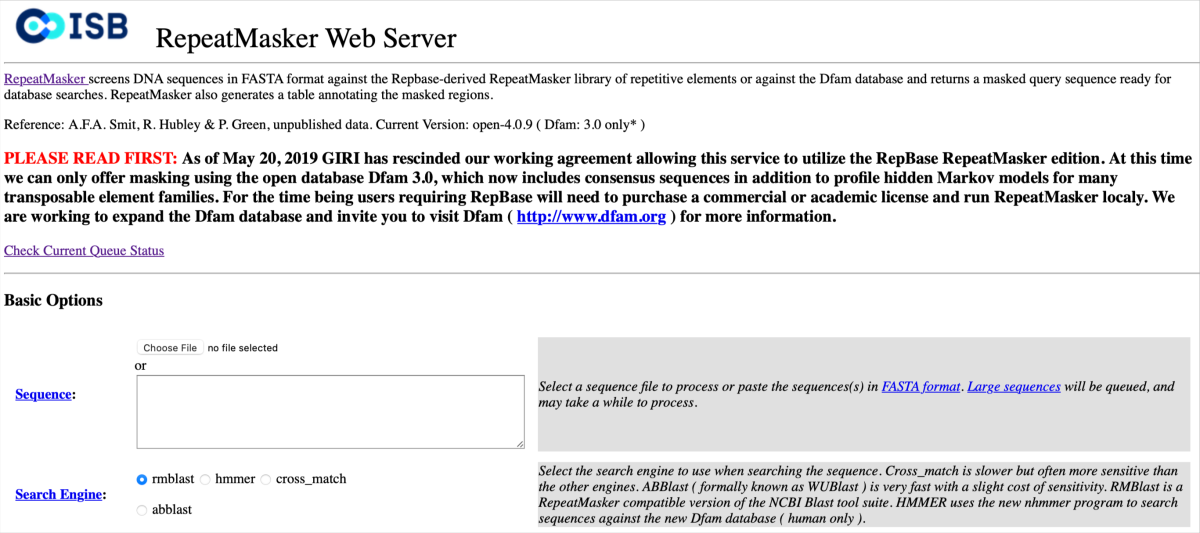 ISB
RepeatMasker Web Server
RepeatMasker screens DNA sequences in FASTA format against the Repbase-derived RepeatMasker library of repetitive elements or against the Dfam database and returns a masked query sequence ready for
database searches. RepeatMasker also generates a table annotating the masked regions.
Reference: A.F.A. Smit, R. Hubley & P. Green, unpublished data. Current Version: open-4.0.9 ( Dfam: 3.0 only* )
PLEASE READ FIRST: As of May 20, 2019 GIRI has rescinded our working agreement allowing this service to utilize the RepBase RepeatMasker edition. At this time
we can only offer masking using the open database Dfam 3.0, which now includes consensus sequences in addition to profile hidden Markov models for many
transposable element families. For the time being users requiring RepBase will need to purchase a commercial or academic license and run RepeatMasker localy. We
are working to expand the Dfam database and invite you to visit Dfam ( http://www.dfam.org ) for more information.
Check Current Queue Status
Basic Options
Sequence:
Choose File no file selected
or
Select a sequence file to process or paste the sequences(s) in FASTA format. Large sequences will be queued, and
may take a while to process.
Search Engine:
rmblast hmmer cross_match
abblast
Select the search engine to use when searching the sequence. Cross_match is slower but often more sensitive than
the other engines. ABBlast ( formally known as WUBlast ) is very fast with a slight cost of sensitivity. RMBlast is a
RepeatMasker compatible version of the NCBI Blast tool suite. HMMER uses the new nhmmer program to search
sequences against the new Dfam database ( human only ).